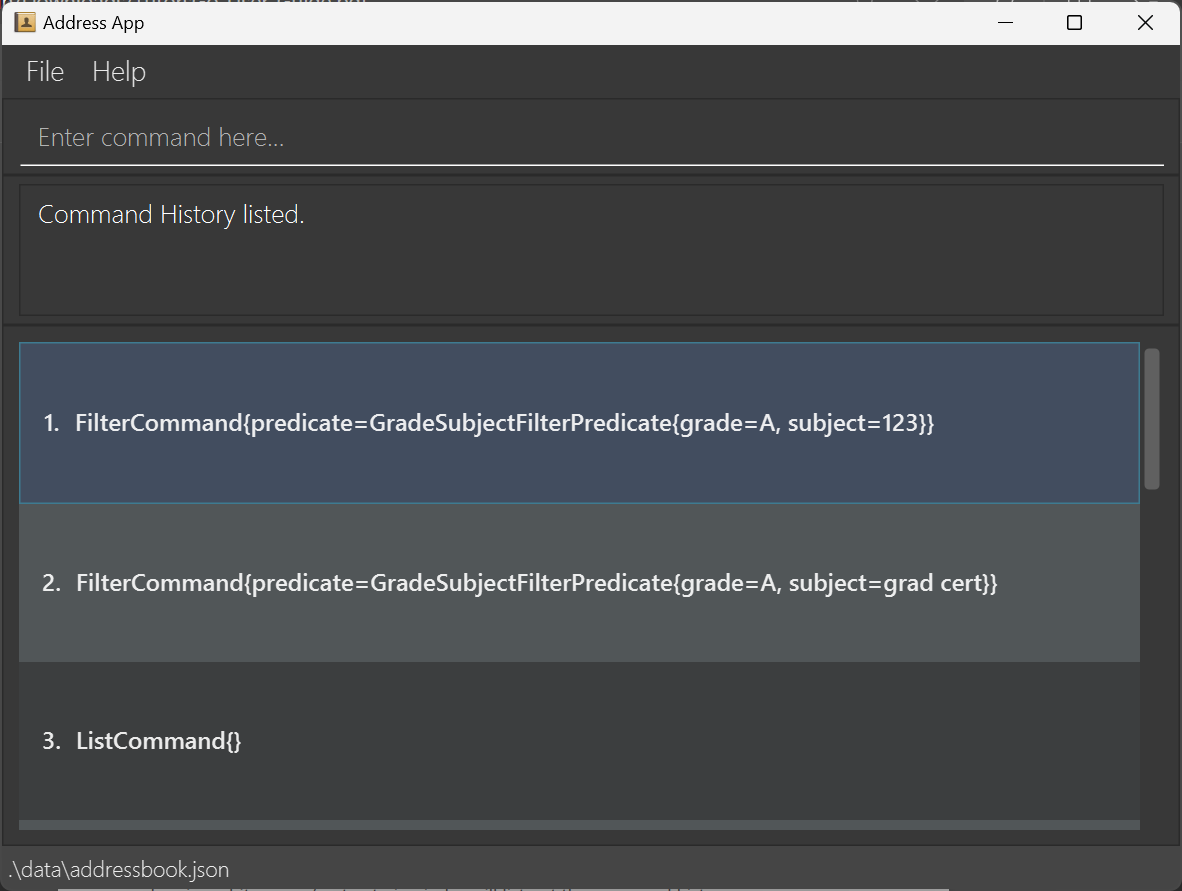 Address App
File Help
Enter command here...
Command History listed.
1. FilterCommand{predicate=GradeSubjectFilterPredicate{grade=A, subject=123}}
2. FilterCommand{predicate=GradeSubjectFilterPredicate{grade=A, subject=grad cert}}
3. ListCommand{}
.\data\addressbook.json